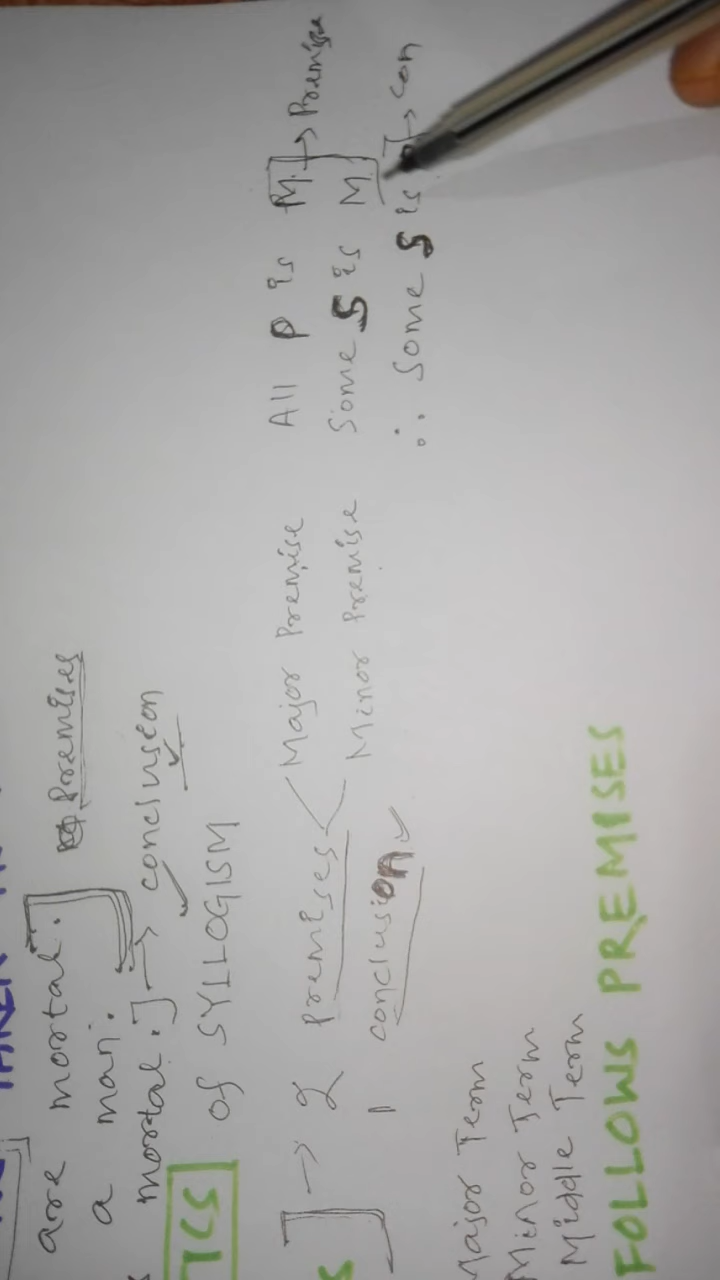 are mortal.
Premises
a man.
mortal. → conclusion
ICS of SYLLOGISM
→ 2 Premises Major Premise All P is M. → Premise
Minor Premise Some S is M.
1 conclusion ∴ Some S is → con
Major Term
Minor Term
Middle Term
FOLLOWS PREMISES